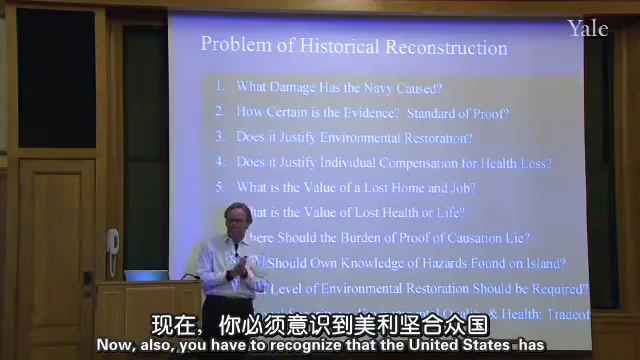 Yale
Problem of Historical Reconstruction
1. What Damage Has the Navy Caused?
2. How Certain is the Evidence? Standard of Proof?
3. Does it Justify Environmental Restoration?
4. Does it Justify Individual Compensation for Health Loss?
5. What is the Value of a Lost Home and Job?
What is the Value of Lost Health or Life?
here Should the Burden of Proof of Causation Lie?
Should Own Knowledge of Hazards Found on Island?
Level of Environmental Restoration Should be Required?
Health: Tradeof
现在，你必须意识到美利坚合众国
Now, also, you have to recognize that the United States has